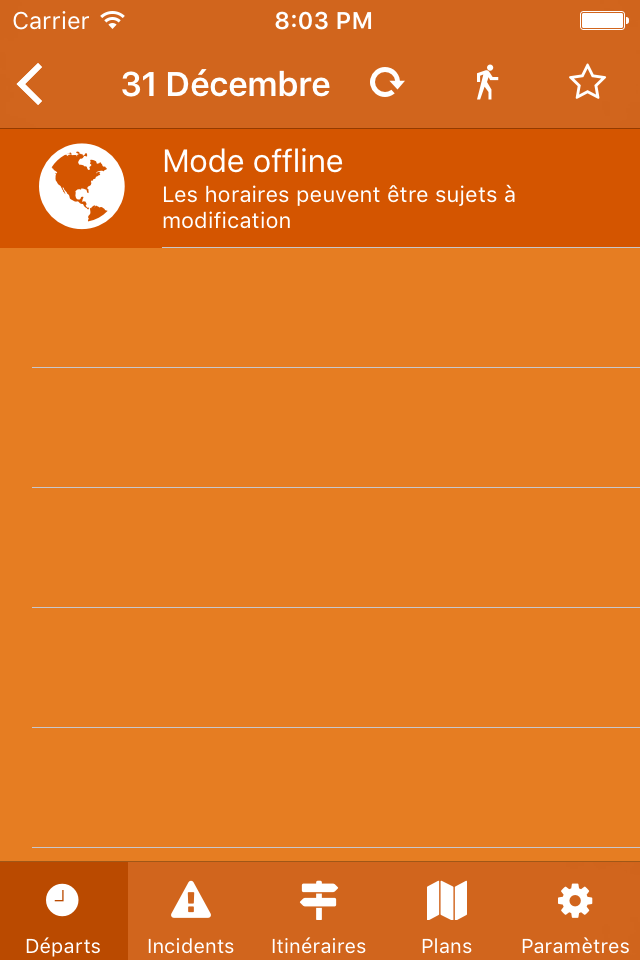 Carrier 8:03 PM
31 Décembre
Mode offline
Les horaires peuvent être sujets à
modification
Départs Incidents Itinéraires Plans Paramètres